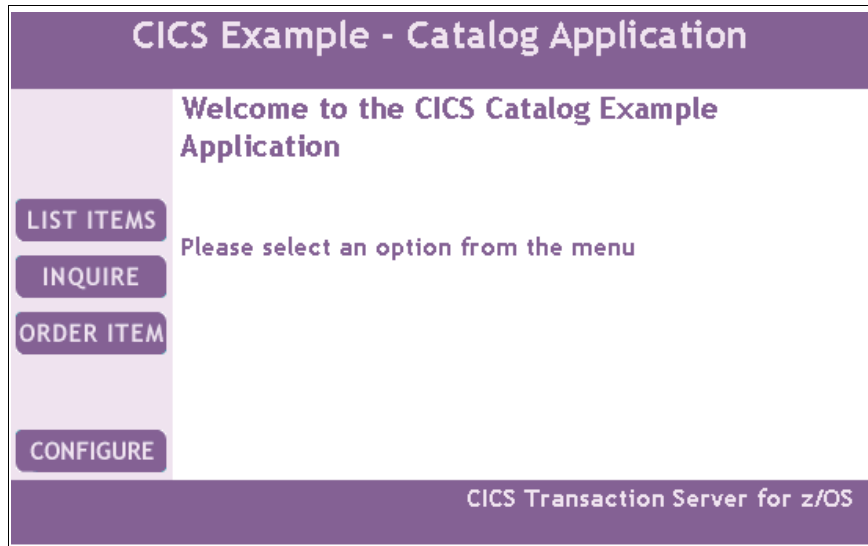 CICS Example - Catalog Application
Welcome to the CICS Catalog Example
Application
LIST ITEMS
Please select an option from the menu
INQUIRE
ORDER ITEM
CONFIGURE
CICS Transaction Server for z/OS